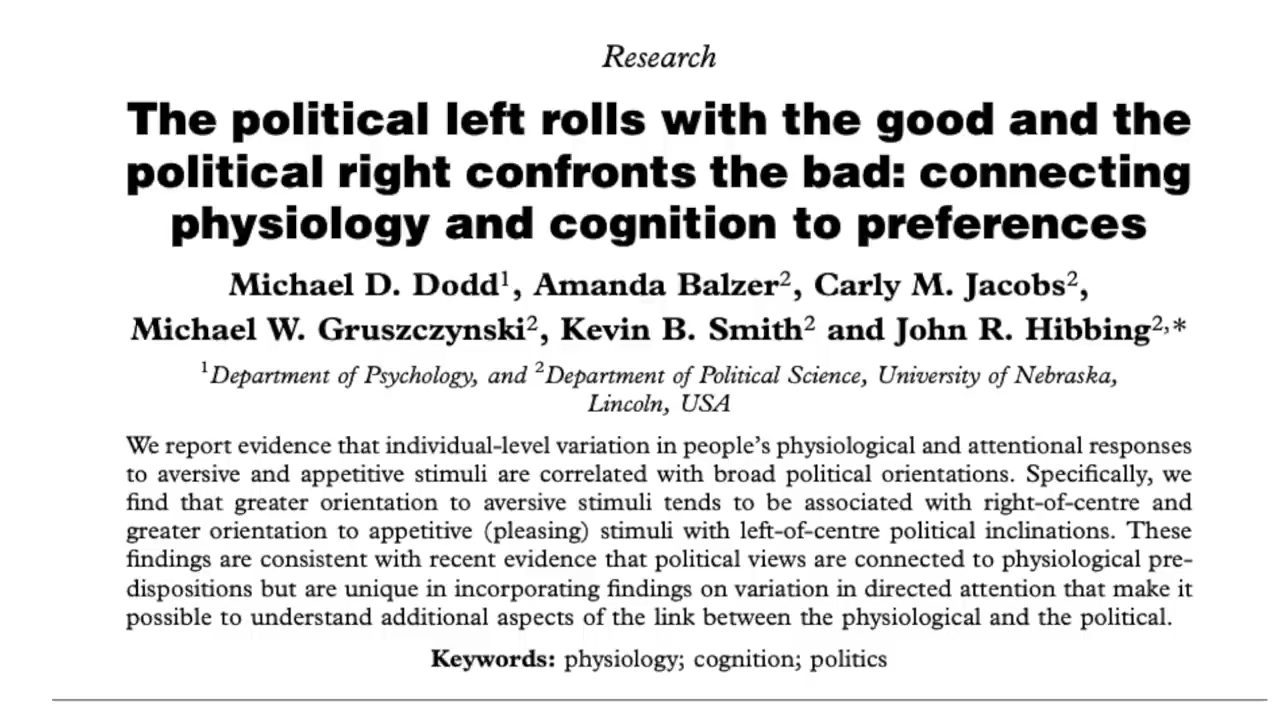 Research
The political left rolls with the good and the
political right confronts the bad: connecting
physiology and cognition to preferences
Michael D. Dodd1, Amanda Balzer2, Carly M. Jacobs2,
Michael W. Gruszczynski2, Kevin B. Smith2 and John R. Hibbing2,*
1Department of Psychology, and 2Department of Political Science, University of Nebraska,
Lincoln, USA
We report evidence that individual-level variation in people's physiological and attentional responses
to aversive and appetitive stimuli are correlated with broad political orientations. Specifically, we
find that greater orientation to aversive stimuli tends to be associated with right-of-centre and
greater orientation to appetitive (pleasing) stimuli with left-of-centre political inclinations. These
findings are consistent with recent evidence that political views are connected to physiological pre-
dispositions but are unique in incorporating findings on variation in directed attention that make it
possible to understand additional aspects of the link between the physiological and the political.
Keywords: physiology; cognition; politics